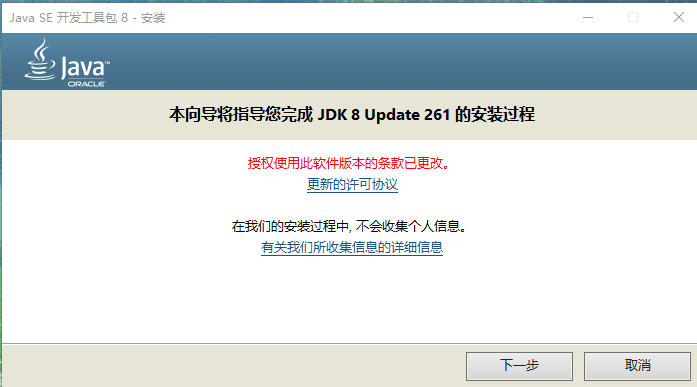 Java SE 开发工具包 8 - 安装
Java™
ORACLE
本向导将指导您完成 JDK 8 Update 261 的安装过程
授权使用此软件版本的条款已更改。
更新的许可协议
在我们的安装过程中, 不会收集个人信息。
有关我们所收集信息的详细信息
下一步
取消